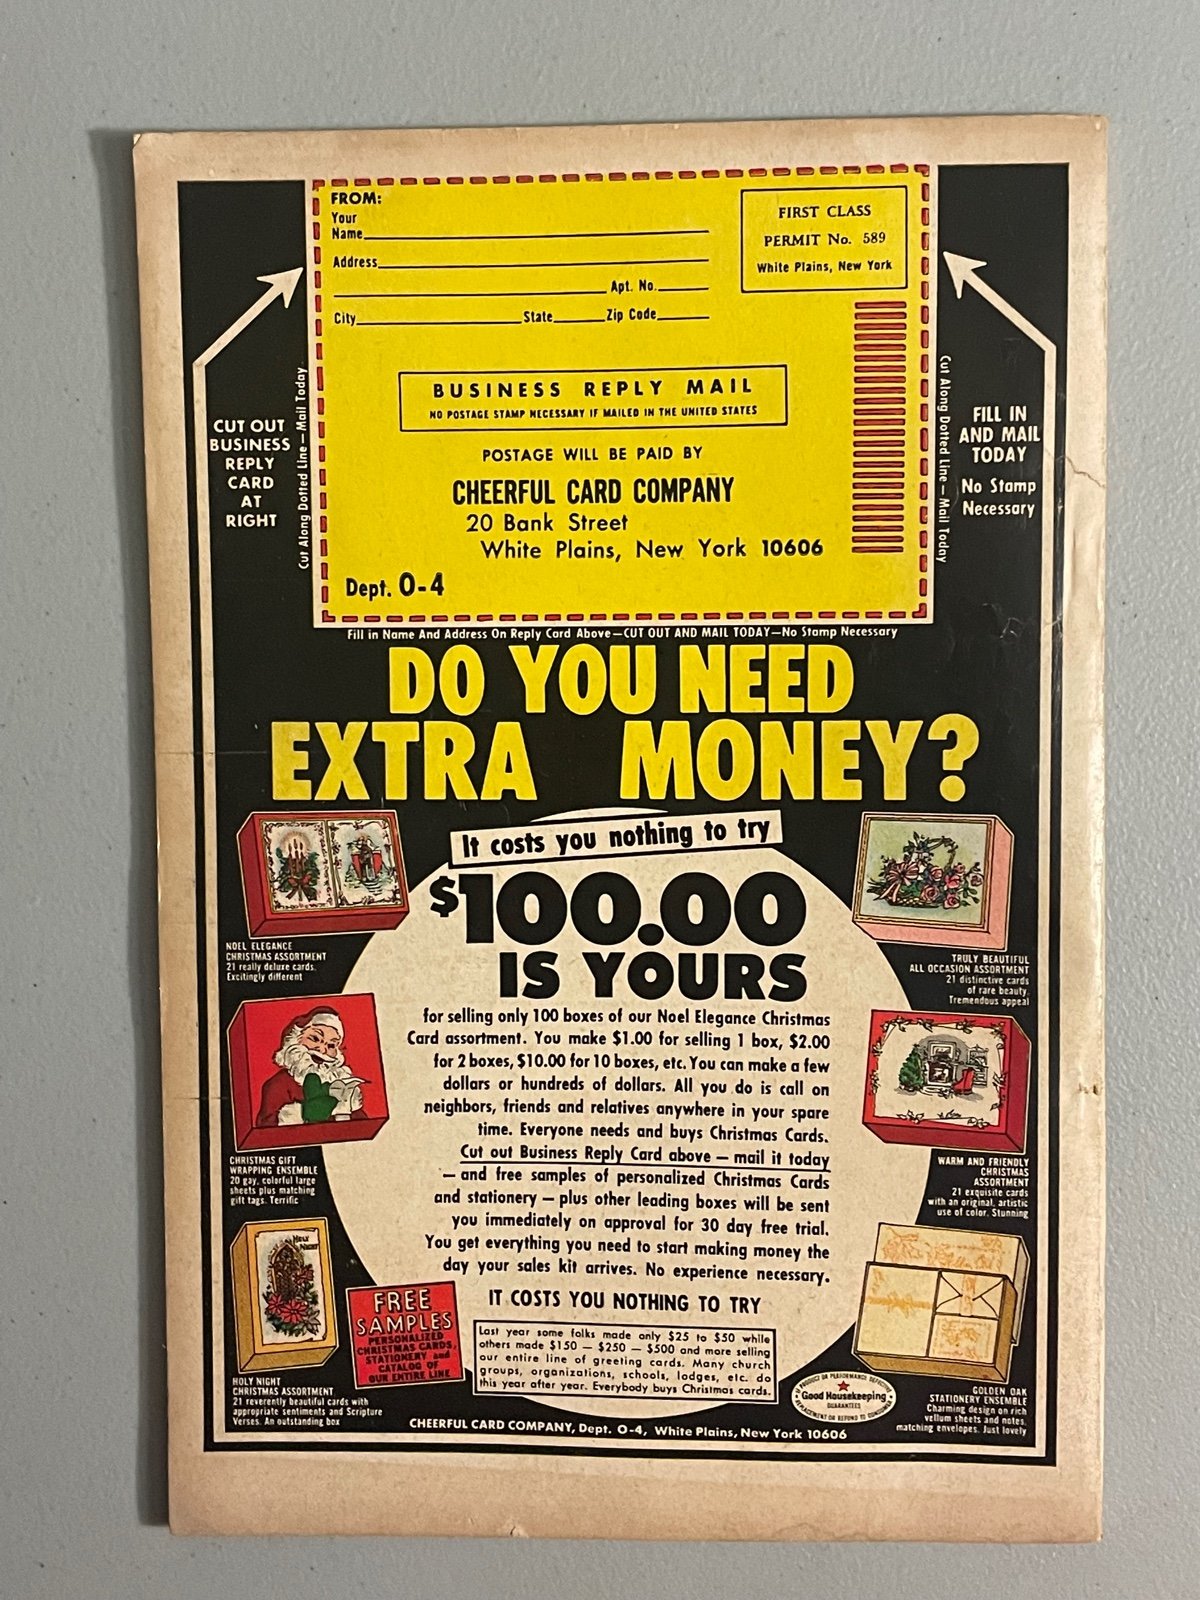 FROM:
Your
Name
Address
Apt. No.
City State Zip Code
FIRST CLASS
PERMIT No. 589
White Plains, New York
BUSINESS REPLY MAIL
NO POSTAGE STAMP NECESSARY IF MAILED IN THE UNITED STATES
POSTAGE WILL BE PAID BY
CHEERFUL CARD COMPANY
20 Bank Street
White Plains, New York 10606
Dept. O-4
CUT OUT
BUSINESS
REPLY
CARD
AT
RIGHT
Cut Along Dotted Line — Mail Today
Cut Along Dotted Line — Mail Today
FILL IN
AND MAIL
TODAY
No Stamp
Necessary
Fill in Name And Address On Reply Card Above—CUT OUT AND MAIL TODAY—No Stamp Necessary
DO YOU NEED
EXTRA MONEY?
It costs you nothing to try
$100.00
IS YOURS
for selling only 100 boxes of our Noel Elegance Christmas
Card assortment. You make $1.00 for selling 1 box, $2.00
for 2 boxes, $10.00 for 10 boxes, etc. You can make a few
dollars or hundreds of dollars. All you do is call on
neighbors, friends and relatives anywhere in your spare
time. Everyone needs and buys Christmas Cards.
Cut out Business Reply Card above — mail it today
— and free samples of personalized Christmas Cards
and stationery — plus other leading boxes will be sent
you immediately on approval for 30 day free trial.
You get everything you need to start making money the
day your sales kit arrives. No experience necessary.
IT COSTS YOU NOTHING TO TRY
Last year some folks made only $25 to $50 while
others made $150 — $250 — $500 and more selling
our entire line of greeting cards. Many church
groups, organizations, schools, lodges, etc. do
this year after year. Everybody buys Christmas cards.
NOEL ELEGANCE
CHRISTMAS ASSORTMENT
21 really deluxe cards.
Excitingly different
CHRISTMAS GIFT
WRAPPING ENSEMBLE
20 gay, colorful large
sheets plus matching
gift tags. Terrific
HOLY
NIGHT
HOLY NIGHT
CHRISTMAS ASSORTMENT
21 reverently beautiful cards with
appropriate sentiments and Scripture
Verses. An outstanding box
FREE
SAMPLES
PERSONALIZED
CHRISTMAS CARDS,
STATIONERY and
CATALOG OF
OUR ENTIRE LINE
TRULY BEAUTIFUL
ALL OCCASION ASSORTMENT
21 distinctive cards
of rare beauty.
Tremendous appeal
WARM AND FRIENDLY
CHRISTMAS
ASSORTMENT
21 exquisite cards
with an original, artistic
use of color. Stunning
GOLDEN OAK
STATIONERY ENSEMBLE
Charming design on rich
vellum sheets and notes,
matching envelopes. Just lovely
IF PRODUCT OR PERFORMANCE DEFECTIVE
Good Housekeeping
GUARANTEES
REPLACEMENT OR REFUND TO CONSUMER
CHEERFUL CARD COMPANY, Dept. O-4, White Plains, New York 10606